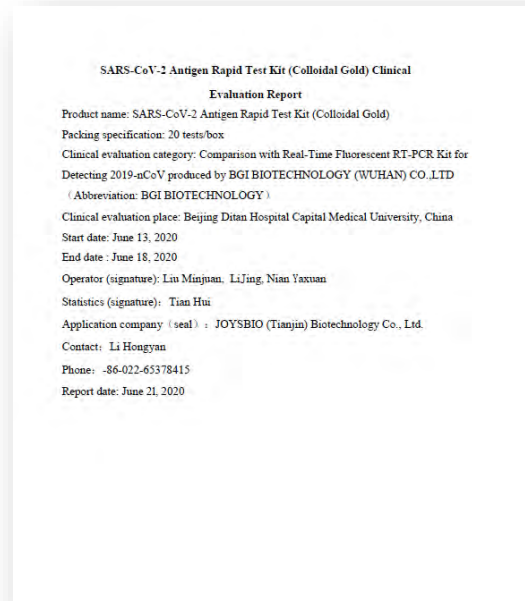 SARS-CoV-2 Antigen Rapid Test Kit (Colloidal Gold) Clinical
Evaluation Report
Product name: SARS-CoV-2 Antigen Rapid Test Kit (Colloidal Gold)
Packing specification: 20 tests/box
Clinical evaluation category: Comparison with Real-Time Fluorescent RT-PCR Kit for
Detecting 2019-nCoV produced by BGI BIOTECHNOLOGY (WUHAN) CO.,LTD
（Abbreviation: BGI BIOTECHNOLOGY）
Clinical evaluation place: Beijing Ditan Hospital Capital Medical University, China
Start date: June 13, 2020
End date : June 18, 2020
Operator (signature): Liu Minjuan, LiJing, Nian Yaxuan
Statistics (signature)： Tian Hui
Application company（seal）: JOYSBIO (Tianjin) Biotechnology Co., Ltd.
Contact： Li Hongyan
Phone： -86-022-65378415
Report date: June 21, 2020